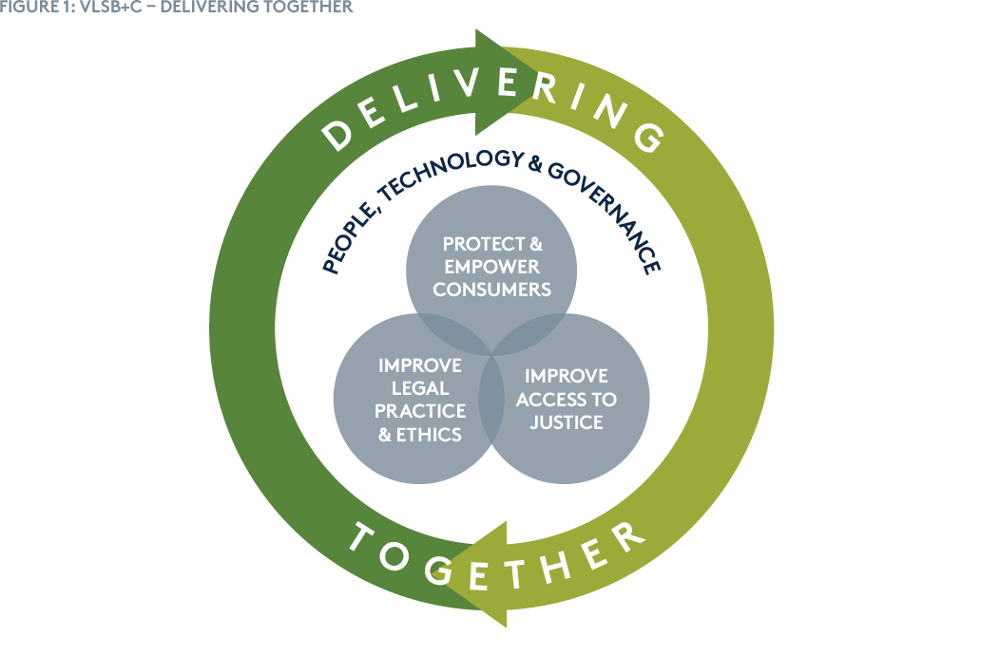 FIGURE 1: VLSB+C – DELIVERING TOGETHER
DELIVERING
PEOPLE, TECHNOLOGY & GOVERNANCE
PROTECT &
EMPOWER
CONSUMERS
IMPROVE
LEGAL
PRACTICE
& ETHICS
IMPROVE
ACCESS TO
JUSTICE
TOGETHER